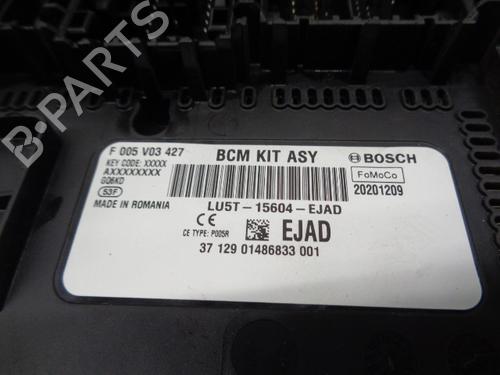 F 005 V03 427
BCM KIT ASY
BOSCH
KEY CODE: XXXXX
AXXXXXXXXX
GQ6KD
53F
MADE IN ROMANIA
FoMoCo
20201209
LU5T-15604-EJAD
CE
CE TYPE: P005R
EJAD
37 129 01486833 001
B-PARTS